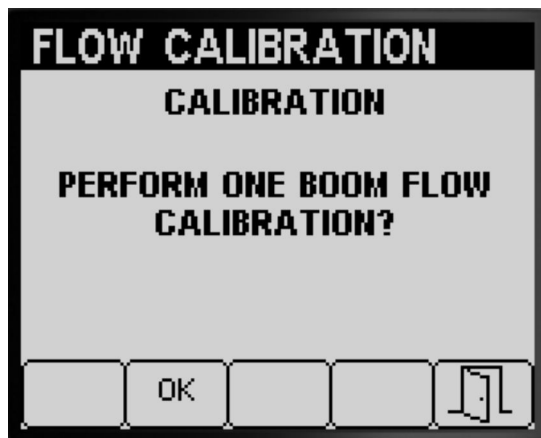 FLOW CALIBRATION
CALIBRATION
PERFORM ONE BOOM FLOW
CALIBRATION?
OK